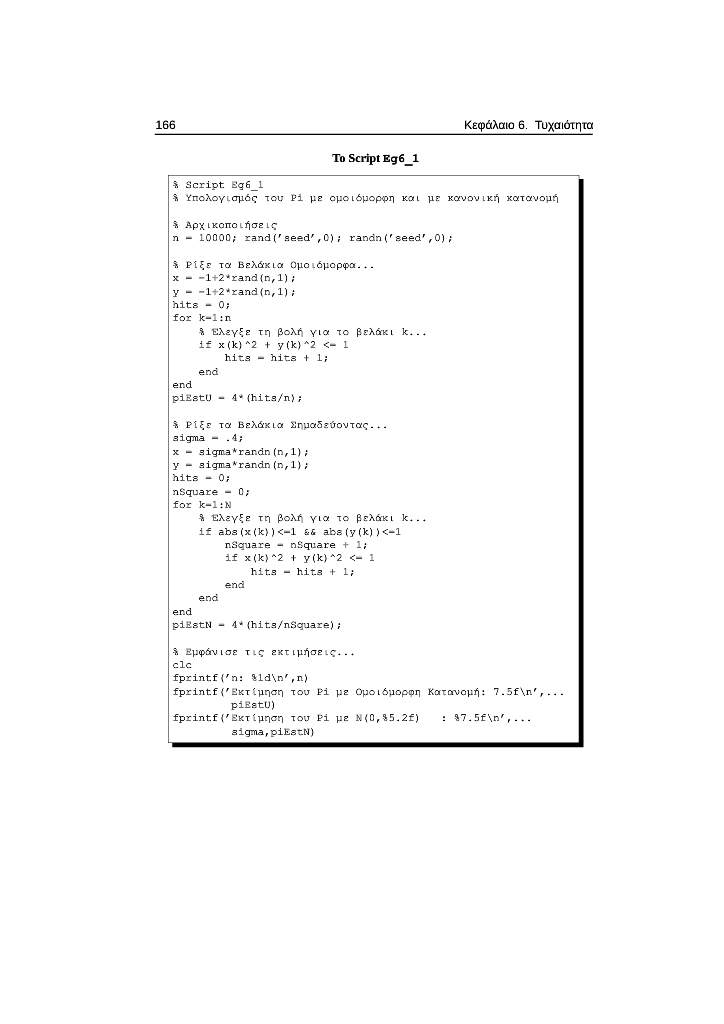 166
Κεφάλαιο 6. Τυχαιότητα
Το Script Eg6_1
% Script Eg6_1
% Υπολογισμός του Pi με ομοιόμορφη και με κανονική κατανομή
% Αρχικοποιήσεις
n = 10000; rand('seed',0); randn('seed',0);
% Ρίξε τα Βελάκια Ομοιόμορφα...
x = -1+2*rand(n,1);
y = -1+2*rand(n,1);
hits = 0;
for k=1:n
    % Έλεγξε τη βολή για το βελάκι k...
    if x(k)^2 + y(k)^2 <= 1
        hits = hits + 1;
    end
end
piEstU = 4*(hits/n);
% Ρίξε τα Βελάκια Σημαδεύοντας...
sigma = .4;
x = sigma*randn(n,1);
y = sigma*randn(n,1);
hits = 0;
nSquare = 0;
for k=1:N
    % Έλεγξε τη βολή για το βελάκι k...
    if abs(x(k))<=1 && abs(y(k))<=1
        nSquare = nSquare + 1;
        if x(k)^2 + y(k)^2 <= 1
            hits = hits + 1;
        end
    end
end
piEstN = 4*(hits/nSquare);
% Εμφάνισε τις εκτιμήσεις...
clc
fprintf('n: %1d\n',n)
fprintf('Εκτίμηση του Pi με Ομοιόμορφη Κατανομή: 7.5f\n',...
         piEstU)
fprintf('Εκτίμηση του Pi με N(0,%5.2f)   : %7.5f\n',...
         sigma,piEstN)